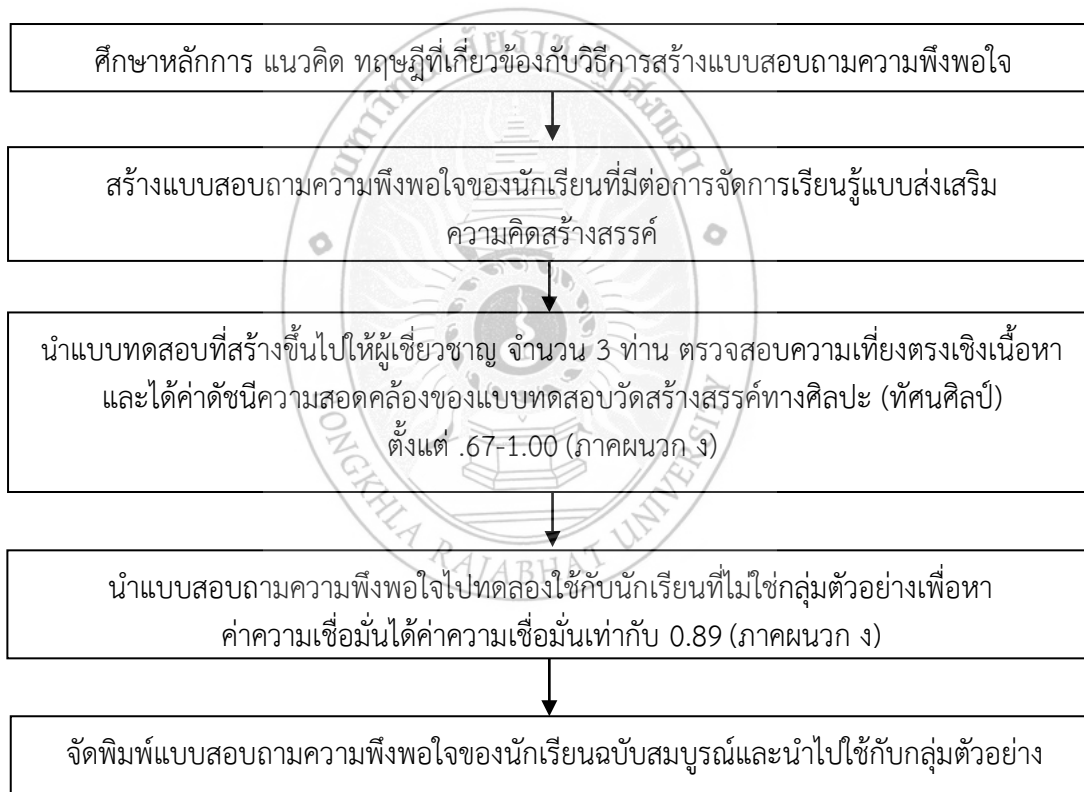 ศึกษาหลักการ แนวคิด ทฤษฎีที่เกี่ยวข้องกับวิธีการสร้างแบบสอบถามความพึงพอใจ
สร้างแบบสอบถามความพึงพอใจของนักเรียนที่มีต่อการจัดการเรียนรู้แบบส่งเสริม
ความคิดสร้างสรรค์
นำแบบทดสอบที่สร้างขึ้นไปให้ผู้เชี่ยวชาญ จำนวน 3 ท่าน ตรวจสอบความเที่ยงตรงเชิงเนื้อหา
และได้ค่าดัชนีความสอดคล้องของแบบทดสอบวัดสร้างสรรค์ทางศิลปะ (ทัศนศิลป์)
ตั้งแต่ .67-1.00 (ภาคผนวก ง)
นำแบบสอบถามความพึงพอใจไปทดลองใช้กับนักเรียนที่ไม่ใช่กลุ่มตัวอย่างเพื่อหา
ค่าความเชื่อมั่นได้ค่าความเชื่อมั่นเท่ากับ 0.89 (ภาคผนวก ง)
จัดพิมพ์แบบสอบถามความพึงพอใจของนักเรียนฉบับสมบูรณ์และนำไปใช้กับกลุ่มตัวอย่าง
มหาวิทยาลัยราชภัฏสงขลา
SONGKHLA RAJABHAT UNIVERSITY